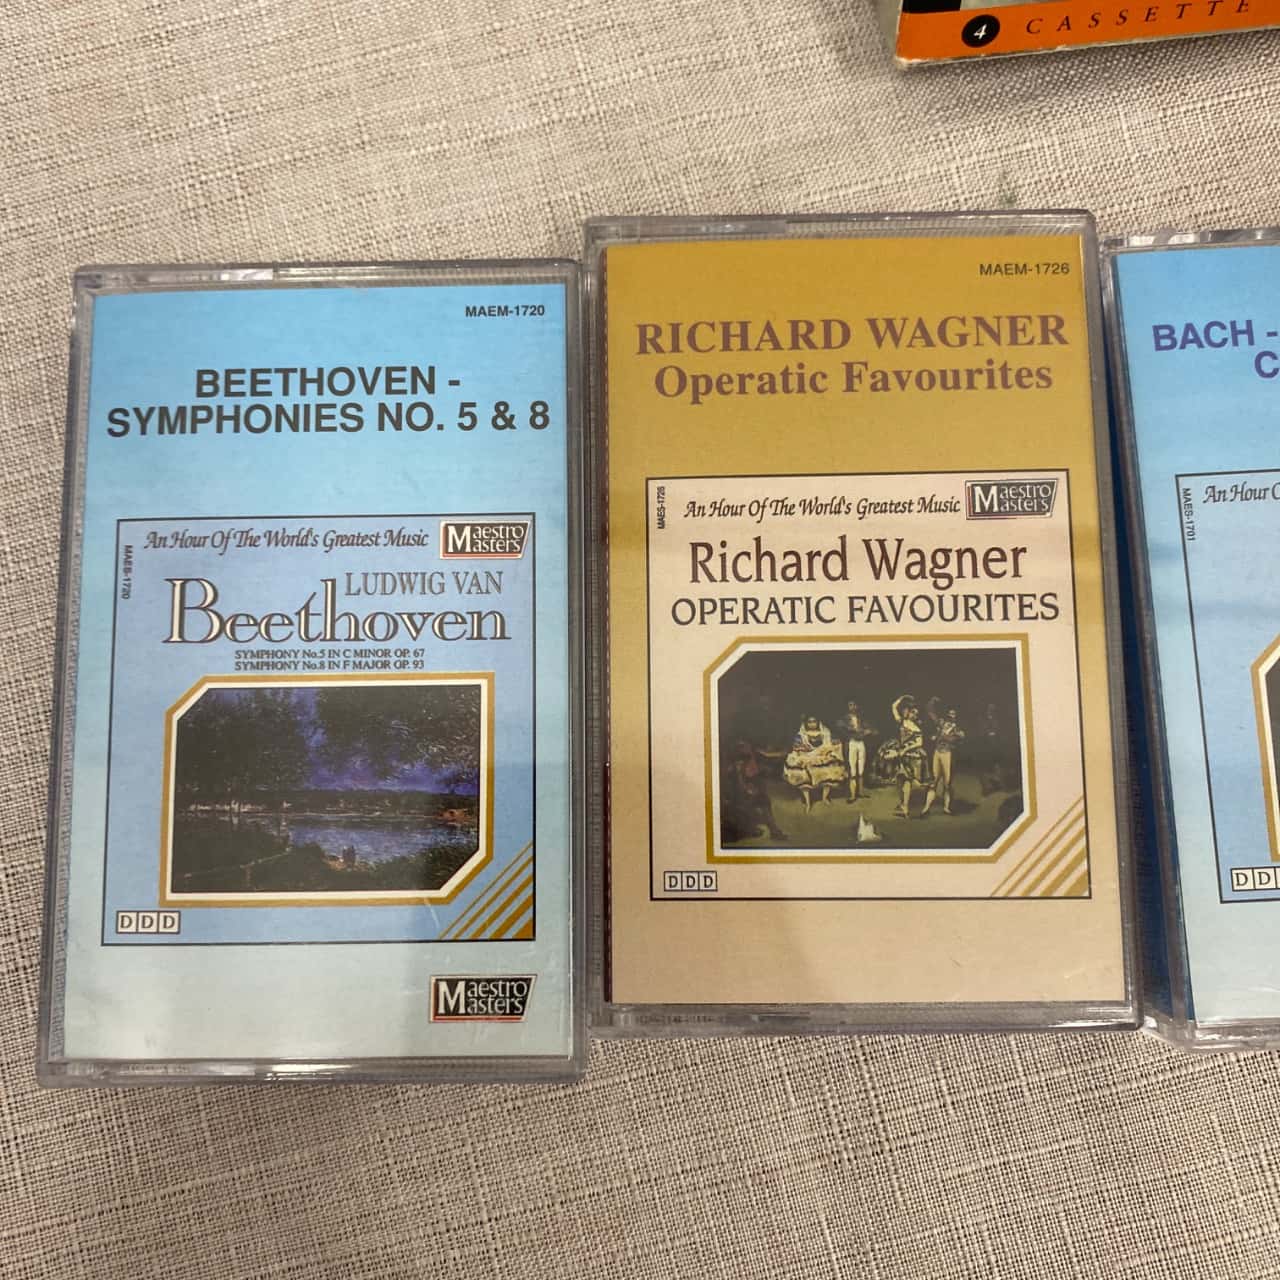 4 CASSETTE
MAEM-1720
BEETHOVEN -
SYMPHONIES NO. 5 & 8
An Hour Of The World's Greatest Music
Maestro
Masters
MAES-1720
LUDWIG VAN
Beethoven
SYMPHONY No.5 IN C MINOR OP. 67
SYMPHONY No.8 IN F MAJOR OP. 93
DDD
Maestro
Masters
MAEM-1726
RICHARD WAGNER
Operatic Favourites
MAES-1726
An Hour Of The World's Greatest Music
Maestro
Masters
Richard Wagner
OPERATIC FAVOURITES
DDD
BACH -
C
MAES-1701
An Hour
DD